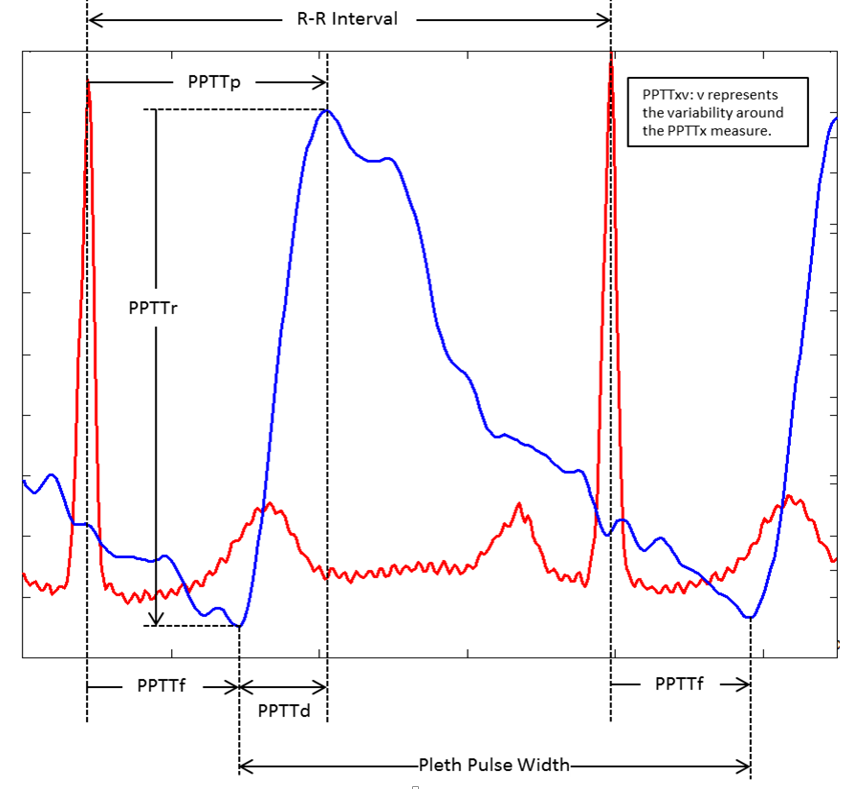 R-R Interval
PPTTp
PPTTxv: v represents
the variability around
the PPTTx measure.
PPTTr
PPTTf
PPTTf
PPTTd
Pleth Pulse Width